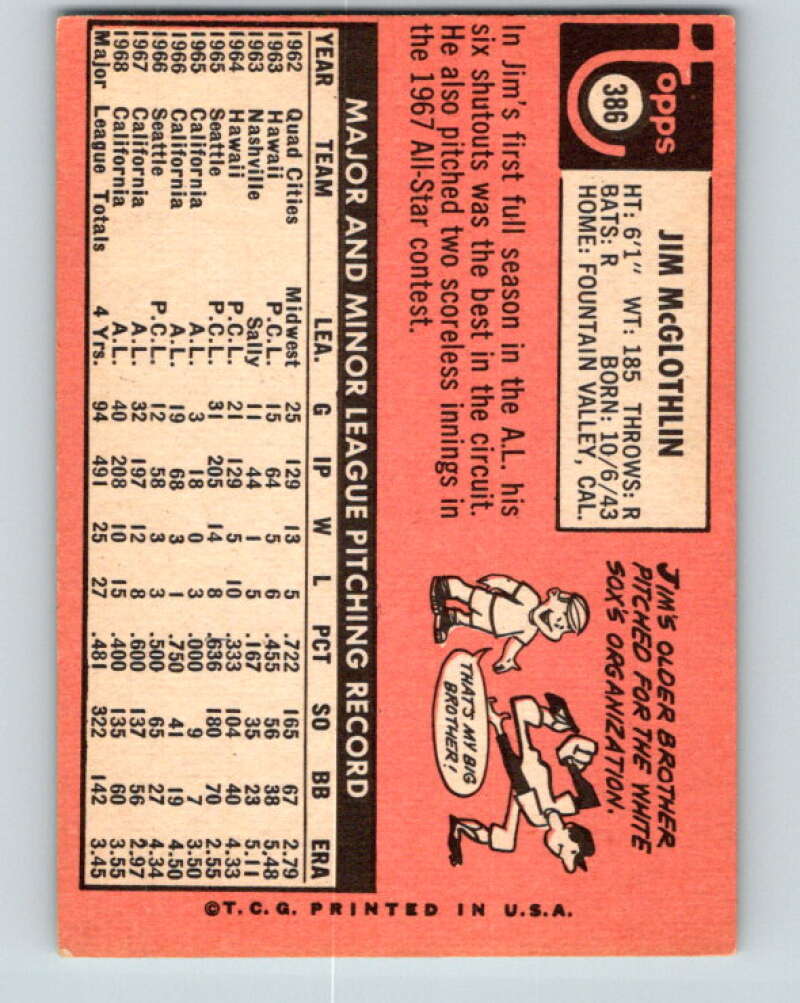 Topps
386
JIM McGLOTHLIN
HT: 6'1" WT: 185 THROWS: R
BATS: R BORN: 10/6/43
HOME: FOUNTAIN VALLEY, CAL.
JIM'S OLDER BROTHER
PITCHED FOR THE WHITE
SOX'S ORGANIZATION.
THAT'S MY BIG
BROTHER!
In Jim's first full season in the A.L. his
six shutouts was the best in the circuit.
He also pitched two scoreless innings in
the 1967 All-Star contest.
MAJOR AND MINOR LEAGUE PITCHING RECORD
YEAR TEAM LEA. G IP W L PCT SO BB ERA
1962 Quad Cities Midwest 25 129 13 5 .722 165 67 2.79
1963 Hawaii P.C.L. 15 64 5 6 .455 56 38 5.48
1963 Nashville Sally 11 44 1 5 .167 35 23 5.11
1964 Hawaii P.C.L. 21 129 5 10 .333 104 40 4.33
1965 Seattle P.C.L. 31 205 14 8 .636 180 70 2.55
1965 California A.L. 3 18 0 3 .000 9 7 3.50
1966 California A.L. 19 68 3 1 .750 41 19 4.50
1966 Seattle P.C.L. 12 58 3 3 .500 65 27 4.34
1967 California A.L. 32 197 12 8 .600 137 56 2.97
1968 California A.L. 40 208 10 15 .400 135 60 3.55
Major League Totals 4 Yrs. 94 491 25 27 .481 322 142 3.45
©T.C.G. PRINTED IN U.S.A.